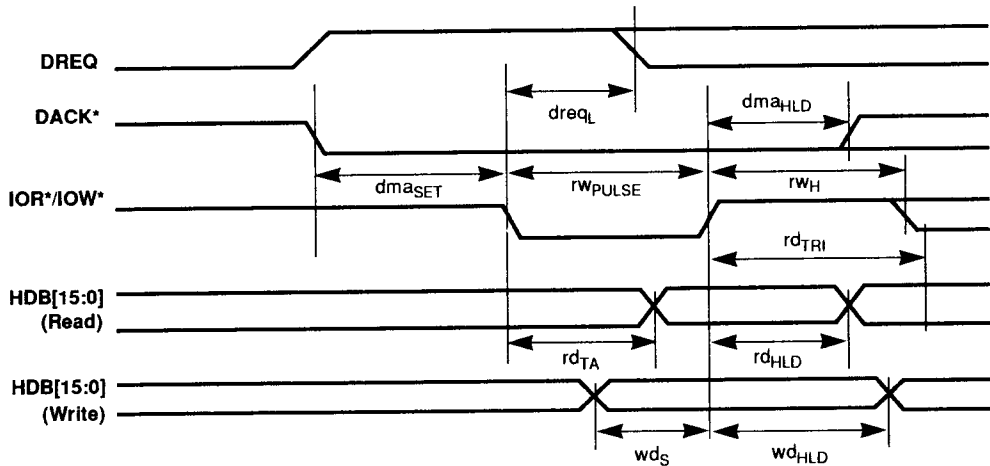 DREQ
dreqL
dmaHLD
DACK*
dmaSET
rwPULSE
rwH
IOR*/IOW*
rdTRI
HDB[15:0]
(Read)
rdTA
rdHLD
HDB[15:0]
(Write)
wdS
wdHLD